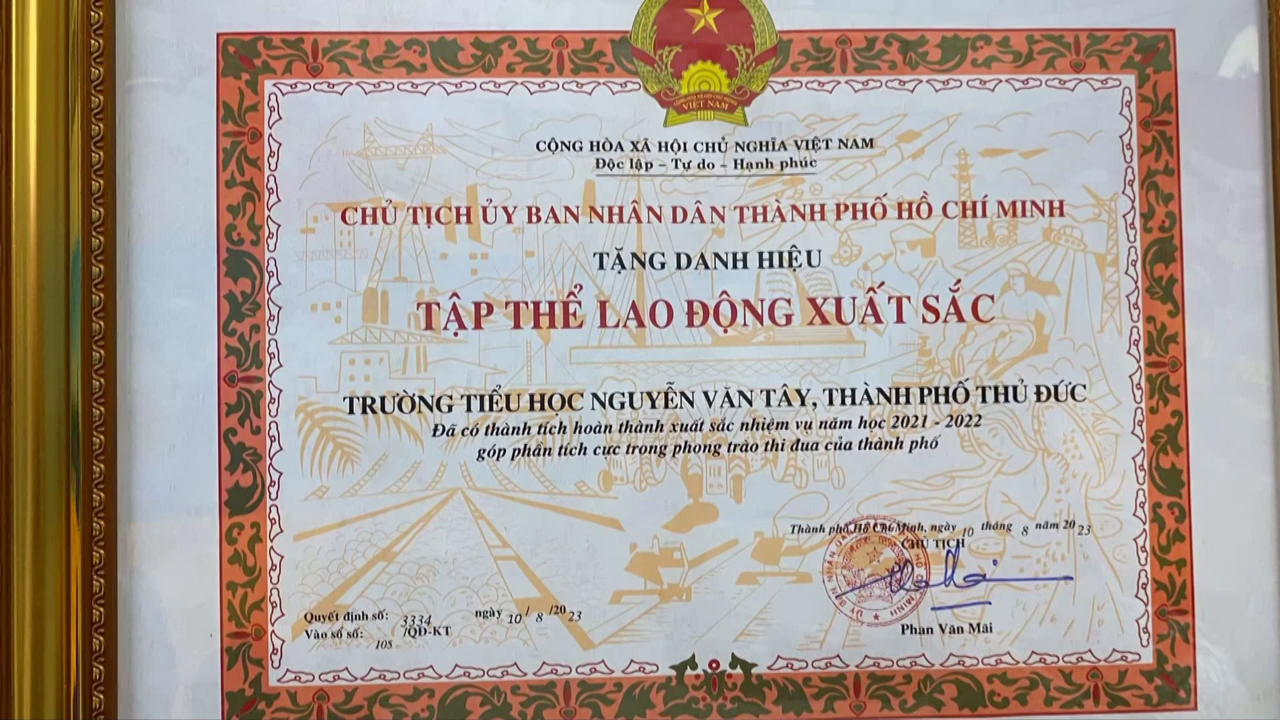 VIỆT NAM
CỘNG HÒA XÃ HỘI CHỦ NGHĨA VIỆT NAM
Độc lập - Tự do - Hạnh phúc
CHỦ TỊCH ỦY BAN NHÂN DÂN THÀNH PHỐ HỒ CHÍ MINH
TẶNG DANH HIỆU
TẬP THỂ LAO ĐỘNG XUẤT SẮC
TRƯỜNG TIỂU HỌC NGUYỄN VĂN TÂY, THÀNH PHỐ THỦ ĐỨC
Đã có thành tích hoàn thành xuất sắc nhiệm vụ năm học 2021 - 2022
góp phần tích cực trong phong trào thi đua của thành phố
Thành phố Hồ Chí Minh, ngày 10 tháng 8 năm 2023
CHỦ TỊCH
Quyết định số: 3334/QĐ-KT ngày 10/8/2023
Vào sổ số: 105
Phan Văn Mãi